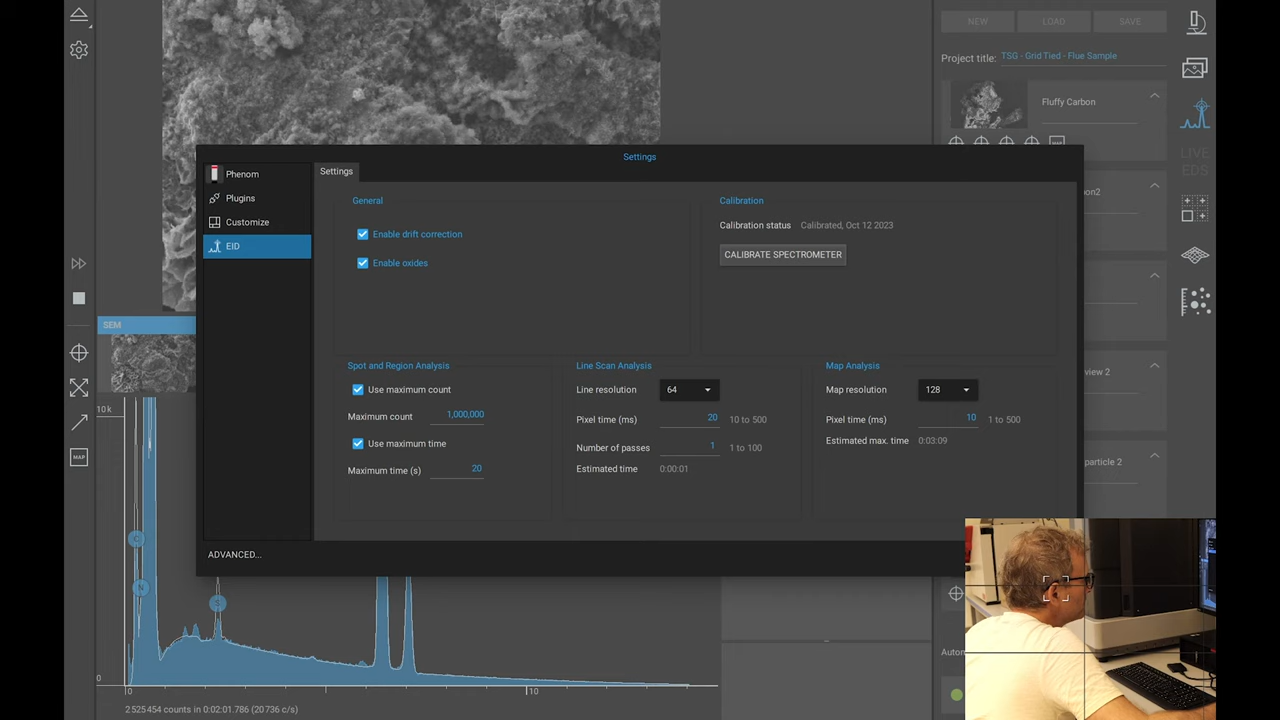 NEW LOAD SAVE
Project title: TSG - Grid Tied - Flue Sample
Fluffy Carbon
MAP
LIVE
EDS
Settings
Phenom
Plugins
Customize
EID
Settings
General
Enable drift correction
Enable oxides
Calibration
Calibration status Calibrated, Oct 12 2023
CALIBRATE SPECTROMETER
Spot and Region Analysis
Use maximum count
Maximum count 1,000,000
Use maximum time
Maximum time (s) 20
Line Scan Analysis
Line resolution 64
Pixel time (ms) 20 10 to 500
Number of passes 1 1 to 100
Estimated time 0:00:01
Map Analysis
Map resolution 128
Pixel time (ms) 10 1 to 500
Estimated max. time 0:03:09
ADVANCED...
SEM
MAP
10 k
0
C
N
S
0
10
2 525 454 counts in 0:02:01.786 (20 736 c/s)
view 2
particle 2